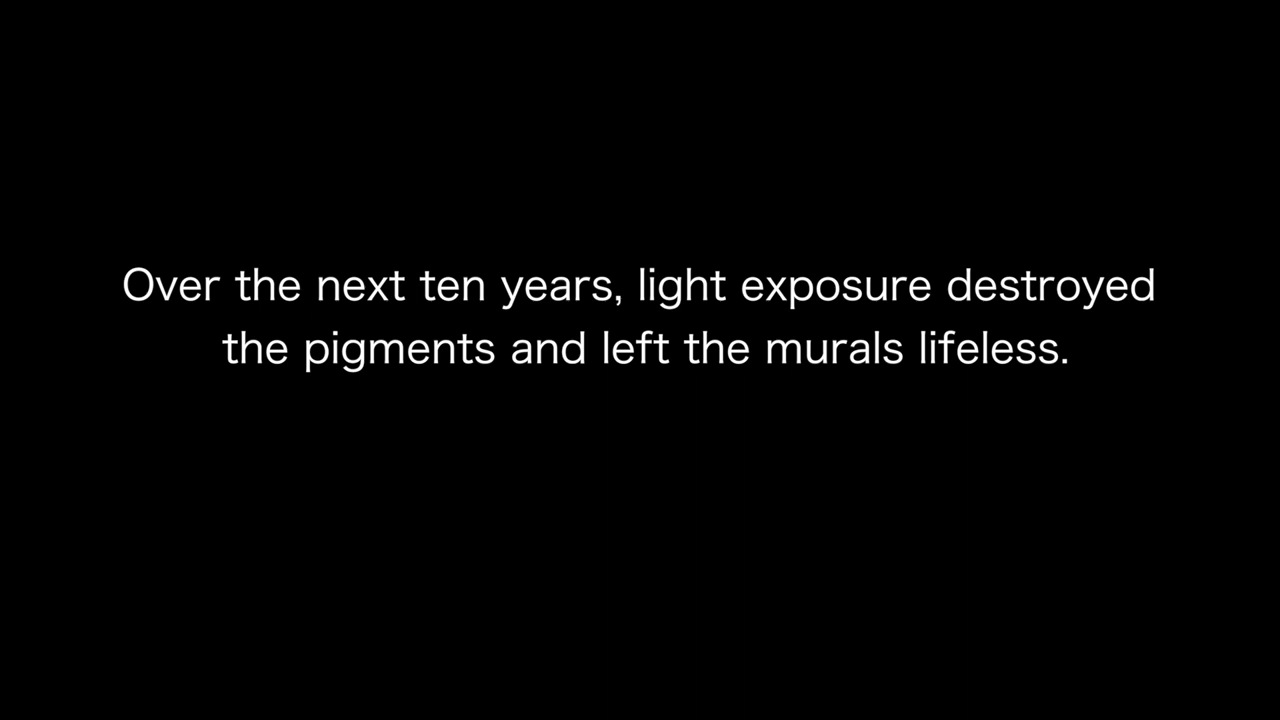 Over the next ten years, light exposure destroyed
the pigments and left the murals lifeless.